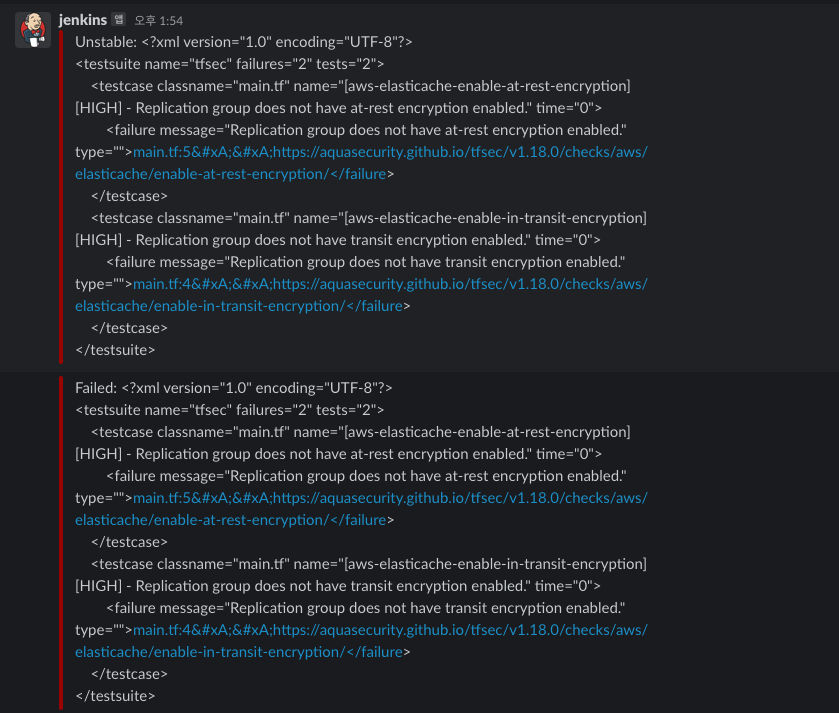 jenkins 앱 오후 1:54
Unstable: <?xml version="1.0" encoding="UTF-8"?>
<testsuite name="tfsec" failures="2" tests="2">
<testcase classname="main.tf" name="[aws-elasticache-enable-at-rest-encryption]
[HIGH] - Replication group does not have at-rest encryption enabled." time="0">
<failure message="Replication group does not have at-rest encryption enabled."
type="">main.tf:5&#xA;&#xA;https://aquasecurity.github.io/tfsec/v1.18.0/checks/aws/
elasticache/enable-at-rest-encryption/</failure>
</testcase>
<testcase classname="main.tf" name="[aws-elasticache-enable-in-transit-encryption]
[HIGH] - Replication group does not have transit encryption enabled." time="0">
<failure message="Replication group does not have transit encryption enabled."
type="">main.tf:4&#xA;&#xA;https://aquasecurity.github.io/tfsec/v1.18.0/checks/aws/
elasticache/enable-in-transit-encryption/</failure>
</testcase>
</testsuite>
Failed: <?xml version="1.0" encoding="UTF-8"?>
<testsuite name="tfsec" failures="2" tests="2">
<testcase classname="main.tf" name="[aws-elasticache-enable-at-rest-encryption]
[HIGH] - Replication group does not have at-rest encryption enabled." time="0">
<failure message="Replication group does not have at-rest encryption enabled."
type="">main.tf:5&#xA;&#xA;https://aquasecurity.github.io/tfsec/v1.18.0/checks/aws/
elasticache/enable-at-rest-encryption/</failure>
</testcase>
<testcase classname="main.tf" name="[aws-elasticache-enable-in-transit-encryption]
[HIGH] - Replication group does not have transit encryption enabled." time="0">
<failure message="Replication group does not have transit encryption enabled."
type="">main.tf:4&#xA;&#xA;https://aquasecurity.github.io/tfsec/v1.18.0/checks/aws/
elasticache/enable-in-transit-encryption/</failure>
</testcase>
</testsuite>